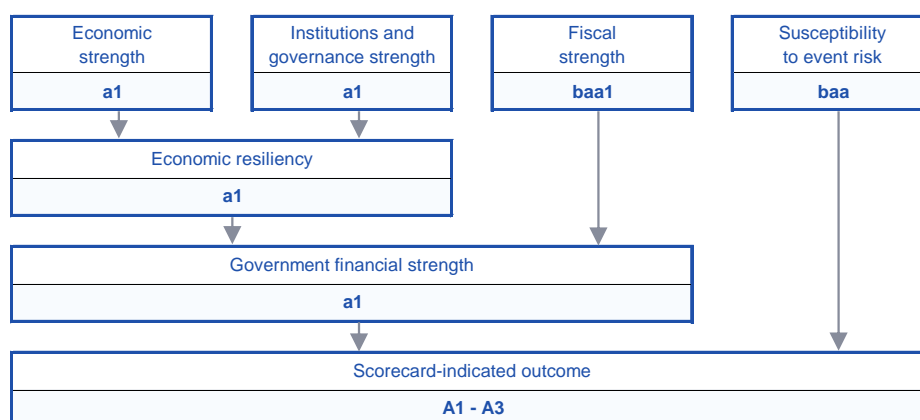 Economic
strength
a1
Institutions and
governance strength
a1
Fiscal
strength
baa1
Susceptibility
to event risk
baa
Economic resiliency
a1
Government financial strength
a1
Scorecard-indicated outcome
A1 - A3